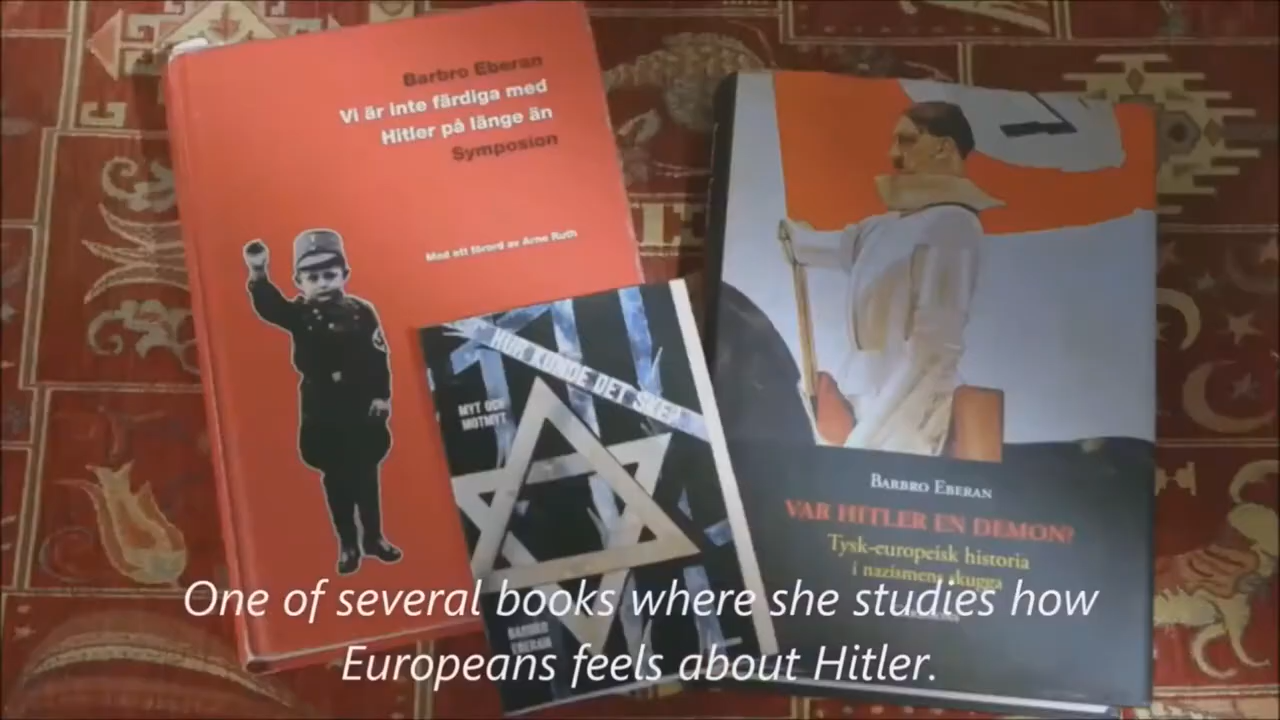 Barbro Eberan
Vi är inte färdiga med
Hitler på länge än
Symposion
Med ett förord av Arne Ruth
HUR KUNDE DET SKE?
MYT OCH
MOTMYT
BARBRO
EBERAN
BARBRO EBERAN
VAR HITLER EN DEMON?
Tysk-europeisk historia
i nazismens skugga
One of several books where she studies how
Europeans feels about Hitler.